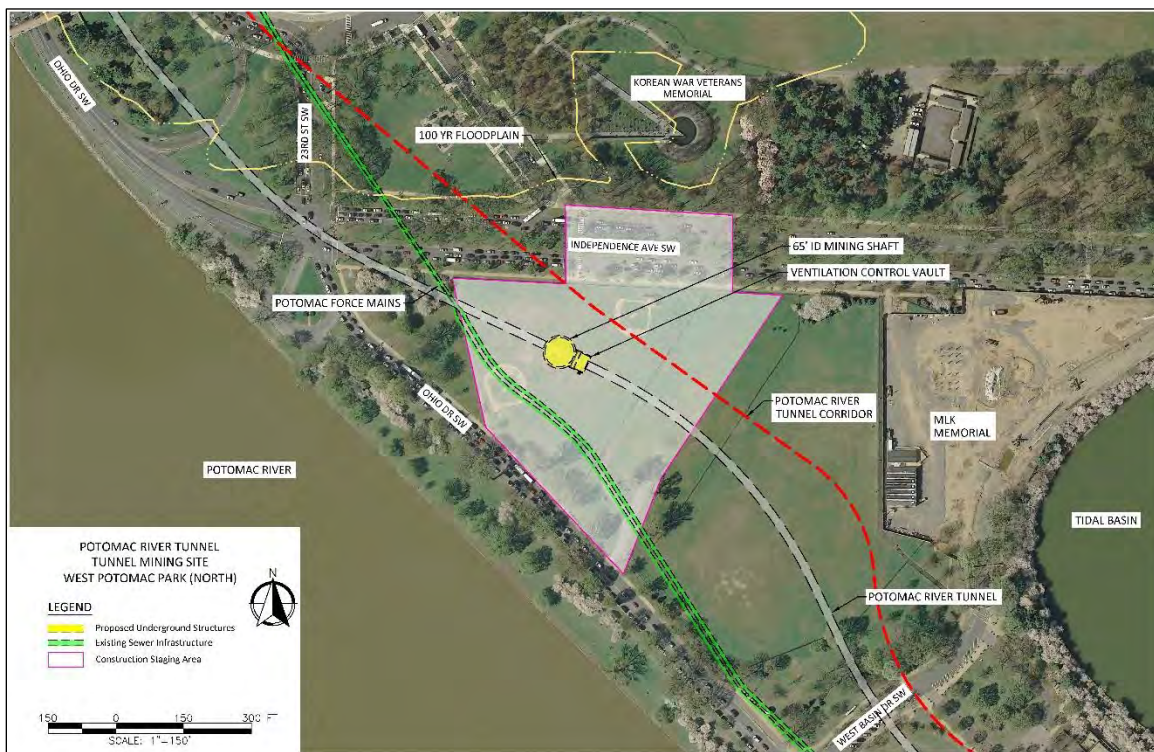 OHIO DR SW
23RD ST SW
100 YR FLOODPLAIN
KOREAN WAR VETERANS
MEMORIAL
INDEPENDENCE AVE SW
65' ID MINING SHAFT
VENTILATION CONTROL VAULT
POTOMAC FORCE MAINS
OHIO DR SW
POTOMAC RIVER
TUNNEL CORRIDOR
MLK
MEMORIAL
POTOMAC RIVER
TIDAL BASIN
POTOMAC RIVER TUNNEL
WEST BASIN DR SW
POTOMAC RIVER TUNNEL
TUNNEL MINING SITE
WEST POTOMAC PARK (NORTH)
N
LEGEND
Proposed Underground Structures
Existing Sewer Infrastructure
Construction Staging Area
150 0 150 300 FT
SCALE: 1"=150'